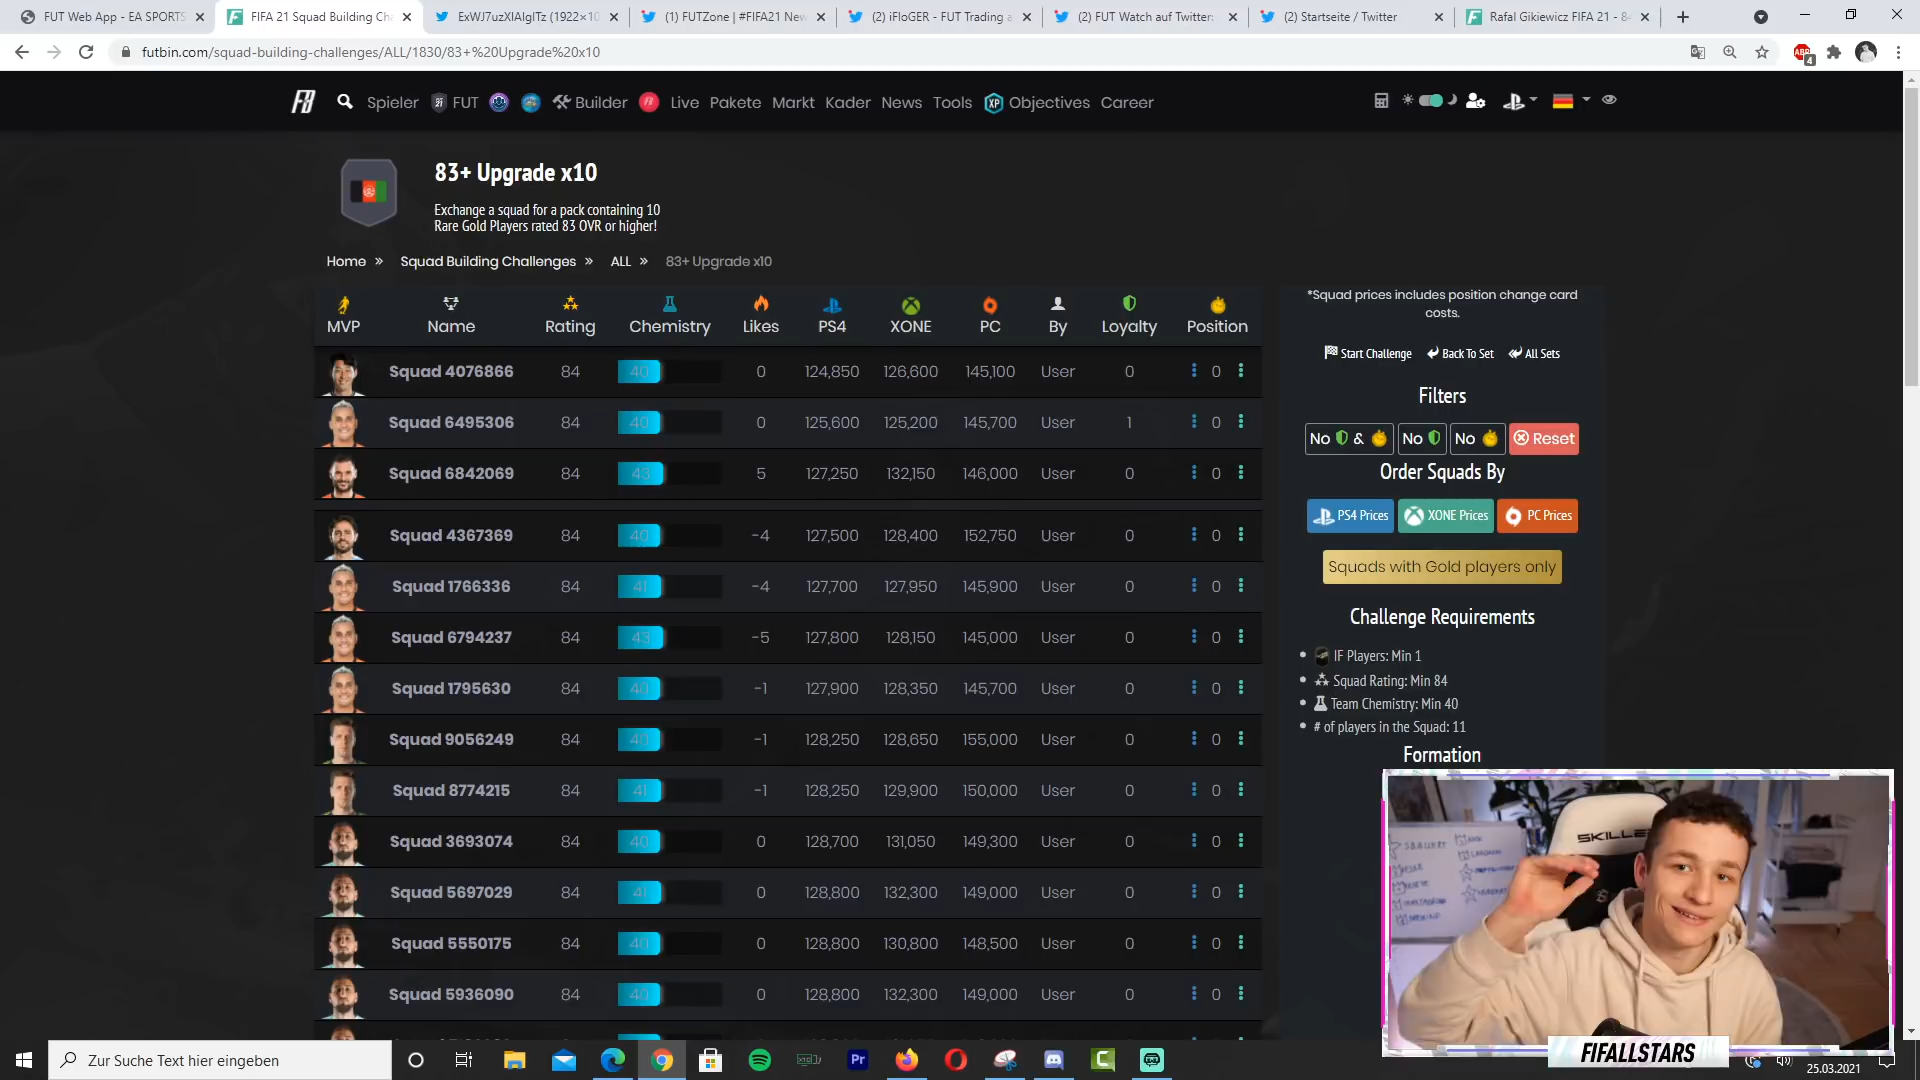 FUT Web App - EA SPORTS
FIFA 21 Squad Building Cha
ExWJ7uzXIAIgITz (1922×10
(1) FUTZone | #FIFA21 New
(2) iFloGER - FUT Trading a
(2) FUT Watch auf Twitter:
(2) Startseite / Twitter
Rafal Gikiewicz FIFA 21 - 84
futbin.com/squad-building-challenges/ALL/1830/83+%20Upgrade%20x10
ABP
4
Spieler
FUT
Builder
Live
Pakete
Markt
Kader
News
Tools
XP Objectives
Career
83+ Upgrade x10
Exchange a squad for a pack containing 10
Rare Gold Players rated 83 OVR or higher!
Home » Squad Building Challenges » ALL » 83+ Upgrade x10
MVP Name Rating Chemistry Likes PS4 XONE PC By Loyalty Position
Squad 4076866 84 40 0 124,850 126,600 145,100 User 0 0
Squad 6495306 84 40 0 125,600 125,200 145,700 User 1 0
Squad 6842069 84 43 5 127,250 132,150 146,000 User 0 0
Squad 4367369 84 40 -4 127,500 128,400 152,750 User 0 0
Squad 1766336 84 41 -4 127,700 127,950 145,900 User 0 0
Squad 6794237 84 43 -5 127,800 128,150 145,000 User 0 0
Squad 1795630 84 40 -1 127,900 128,350 145,700 User 0 0
Squad 9056249 84 40 -1 128,250 128,650 155,000 User 0 0
Squad 8774215 84 41 -1 128,250 129,900 150,000 User 0 0
Squad 3693074 84 40 0 128,700 131,050 149,300 User 0 0
Squad 5697029 84 41 0 128,800 132,300 149,000 User 0 0
Squad 5550175 84 40 0 128,800 130,800 148,500 User 0 0
Squad 5936090 84 40 0 128,800 132,300 149,000 User 0 0
*Squad prices includes position change card
costs.
Start Challenge Back To Set All Sets
Filters
No & No No Reset
Order Squads By
PS4 Prices XONE Prices PC Prices
Squads with Gold players only
Challenge Requirements
IF Players: Min 1
Squad Rating: Min 84
Team Chemistry: Min 40
# of players in the Squad: 11
Formation
FIFALLSTARS
Zur Suche Text hier eingeben
Pr
25.03.2021